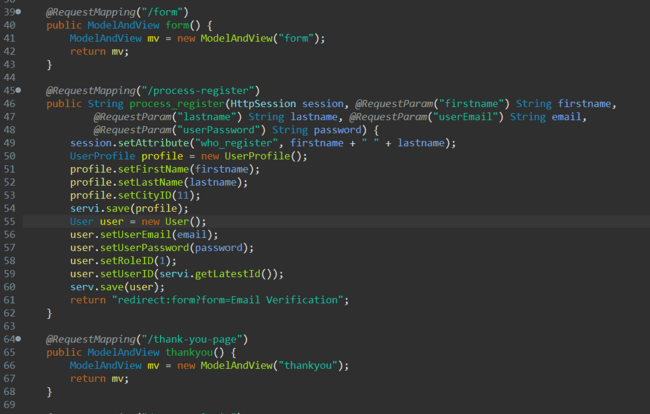 39 @RequestMapping("/form")
40 public ModelAndView form() {
41 ModelAndView mv = new ModelAndView("form");
42 return mv;
43 }
44
45 @RequestMapping("/process-register")
46 public String process_register(HttpSession session, @RequestParam("firstname") String firstname,
47 @RequestParam("lastname") String lastname, @RequestParam("userEmail") String email,
48 @RequestParam("userPassword") String password) {
49 session.setAttribute("who_register", firstname + " " + lastname);
50 UserProfile profile = new UserProfile();
51 profile.setFirstName(firstname);
52 profile.setLastName(lastname);
53 profile.setCityID(11);
54 servi.save(profile);
55 User user = new User();
56 user.setUserEmail(email);
57 user.setUserPassword(password);
58 user.setRoleID(1);
59 user.setUserID(servi.getLatestId());
60 serv.save(user);
61 return "redirect:form?form=Email Verification";
62 }
63
64 @RequestMapping("/thank-you-page")
65 public ModelAndView thankyou() {
66 ModelAndView mv = new ModelAndView("thankyou");
67 return mv;
68 }
69